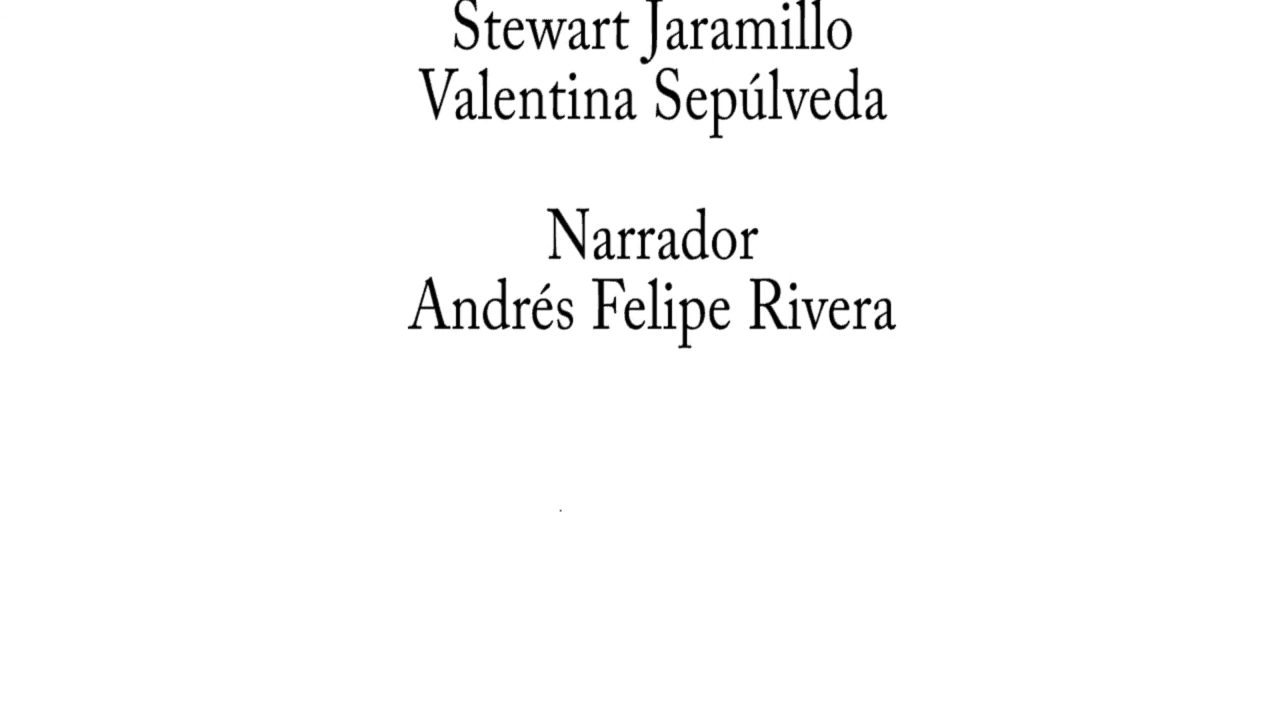 Stewart Jaramillo
Valentina Sepúlveda
Narrador
Andrés Felipe Rivera